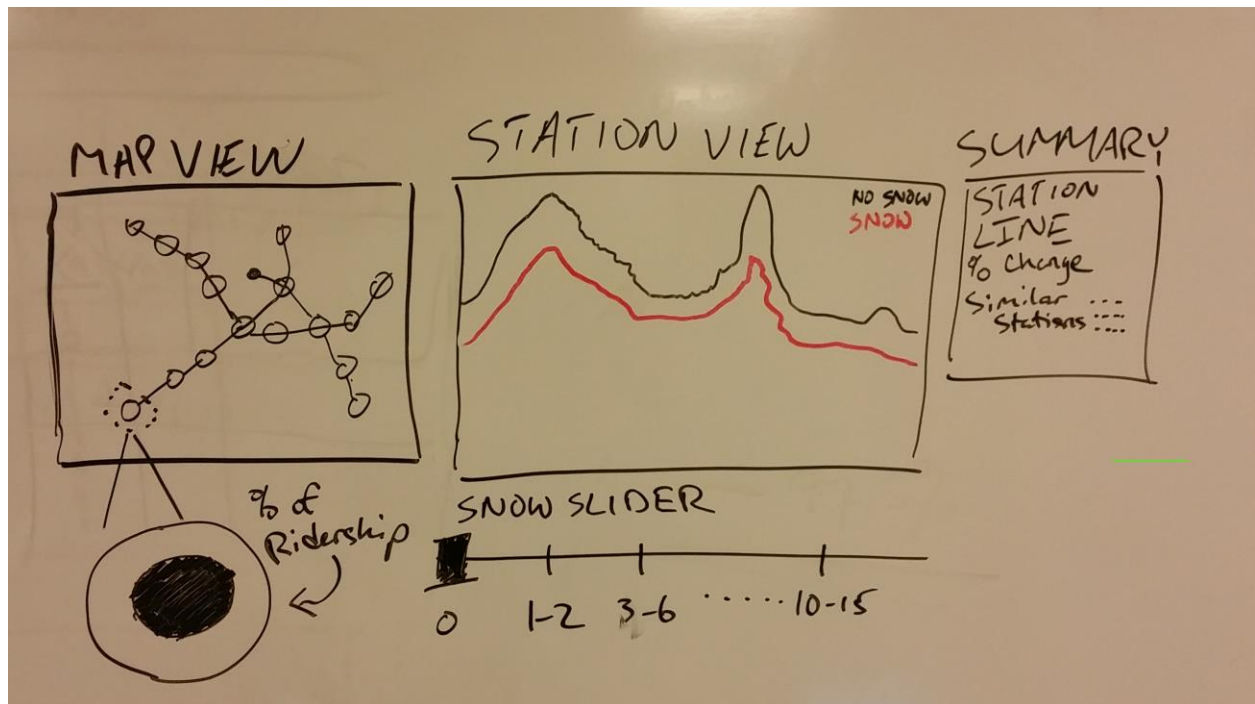 MAP VIEW
% of
Ridership
STATION VIEW
NO SNOW
SNOW
SNOW SLIDER
0 1-2 3-6 ...... 10-15
SUMMARY
STATION
LINE
% Change
Similar ...
Stations ....